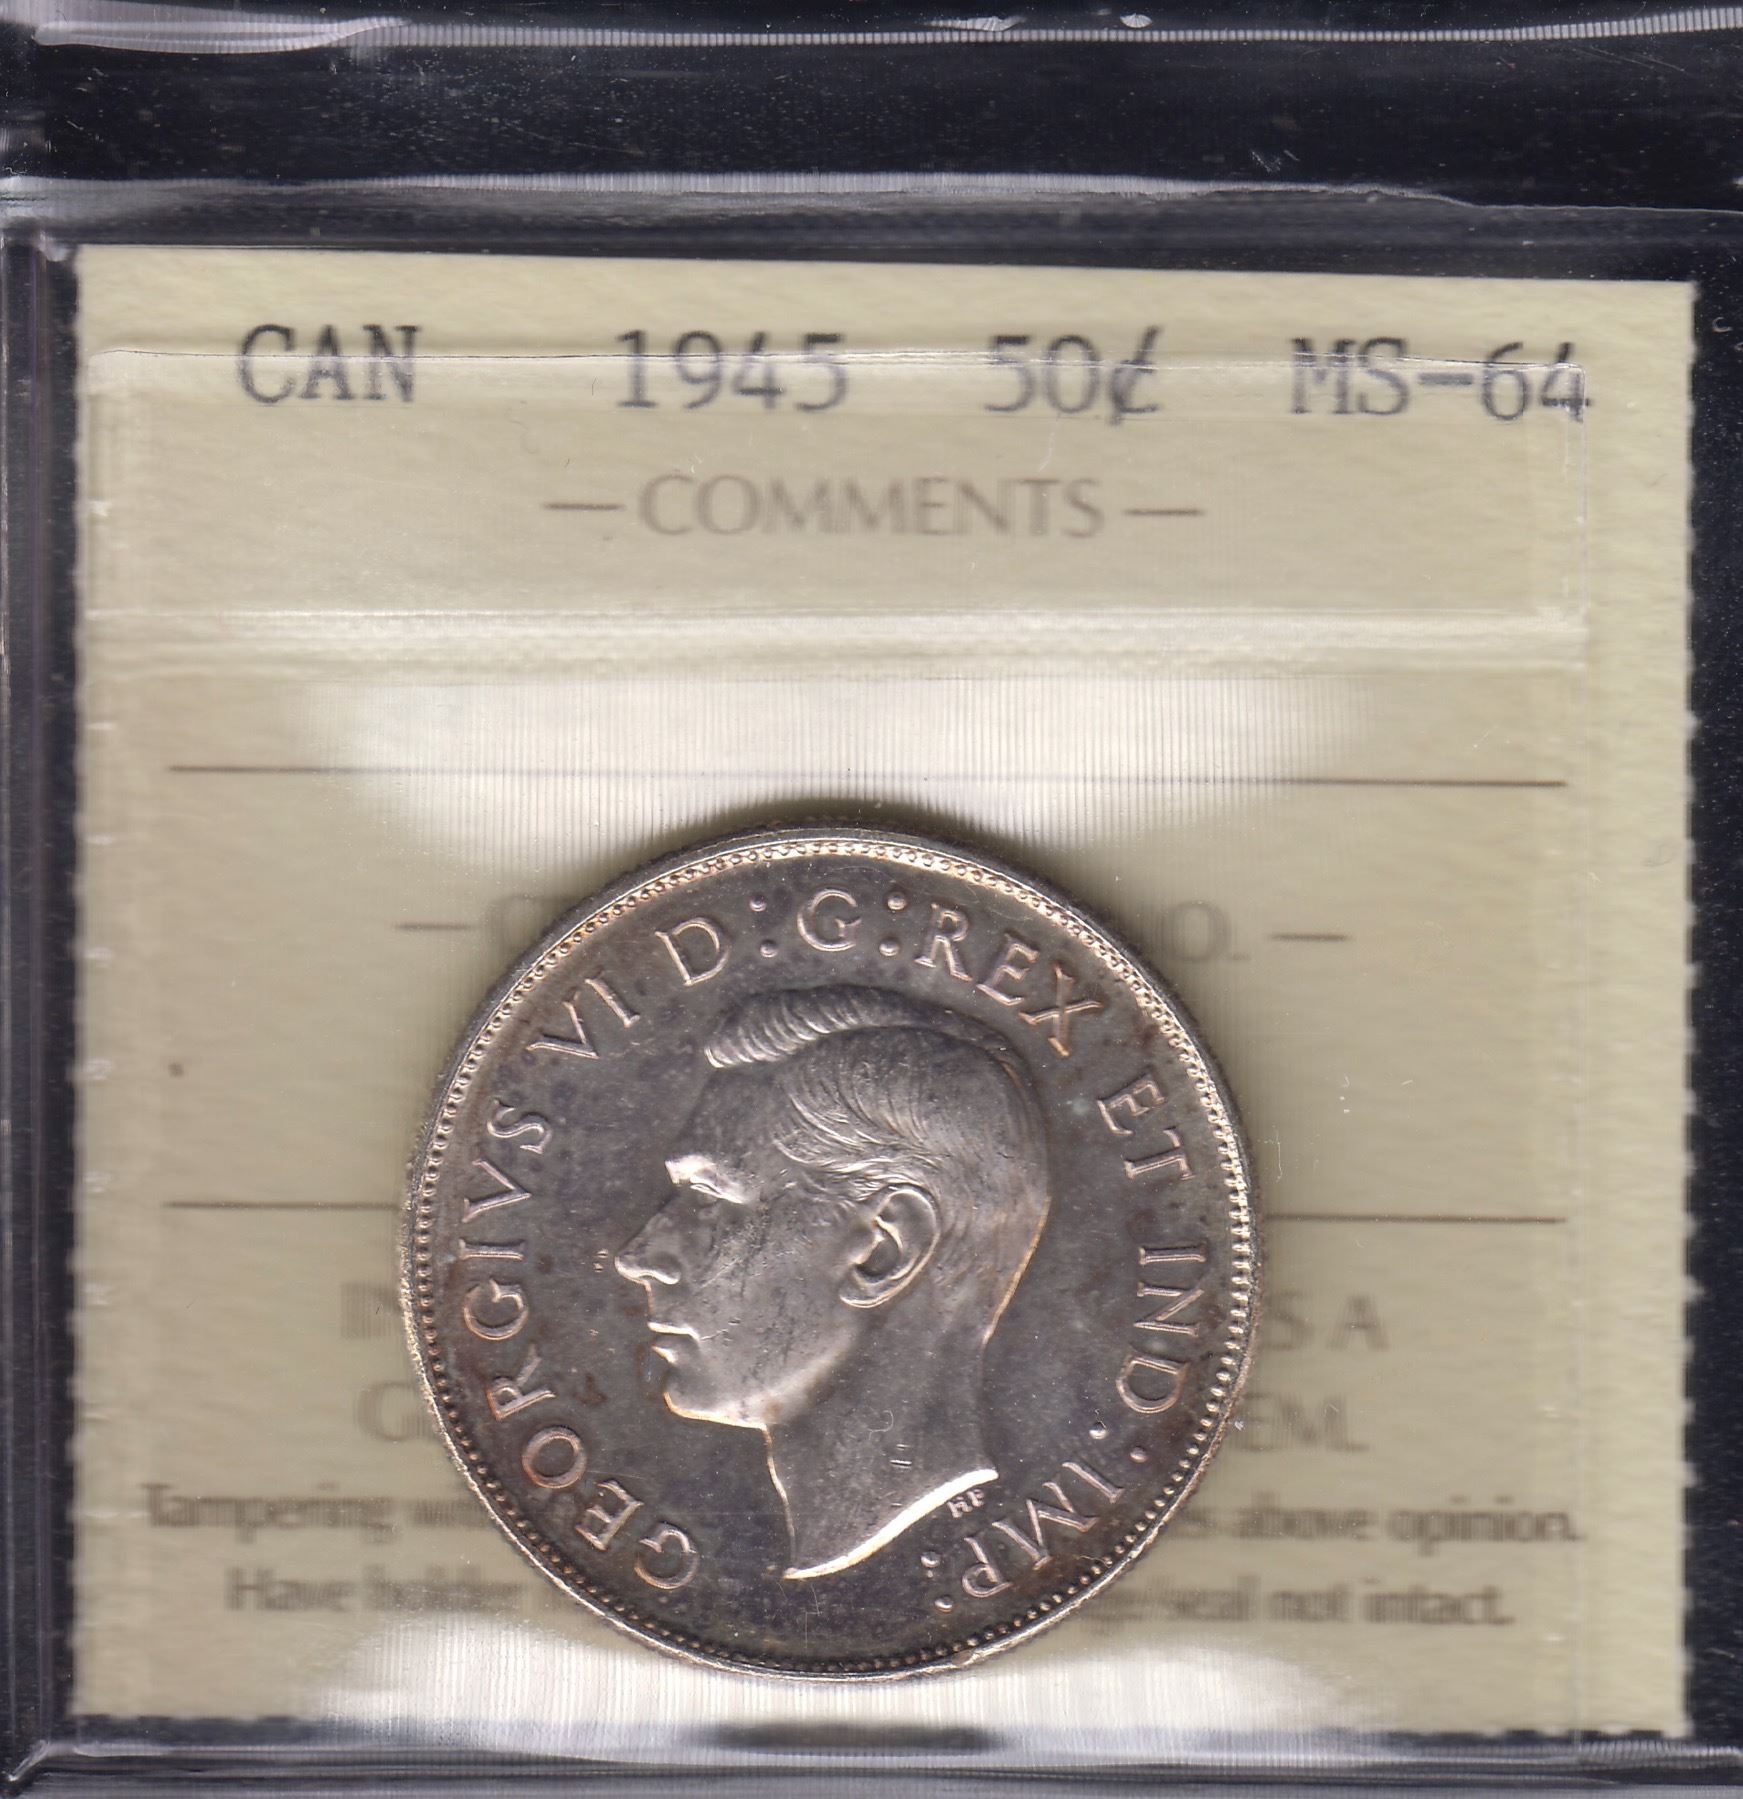 CAN 1945 50¢ MS-64
— COMMENTS —
GEORGIVS VI D:G:REX ET IND:IMP:
HP
S A
EM.
Tampering above opinion.
Have holder seal not intact.